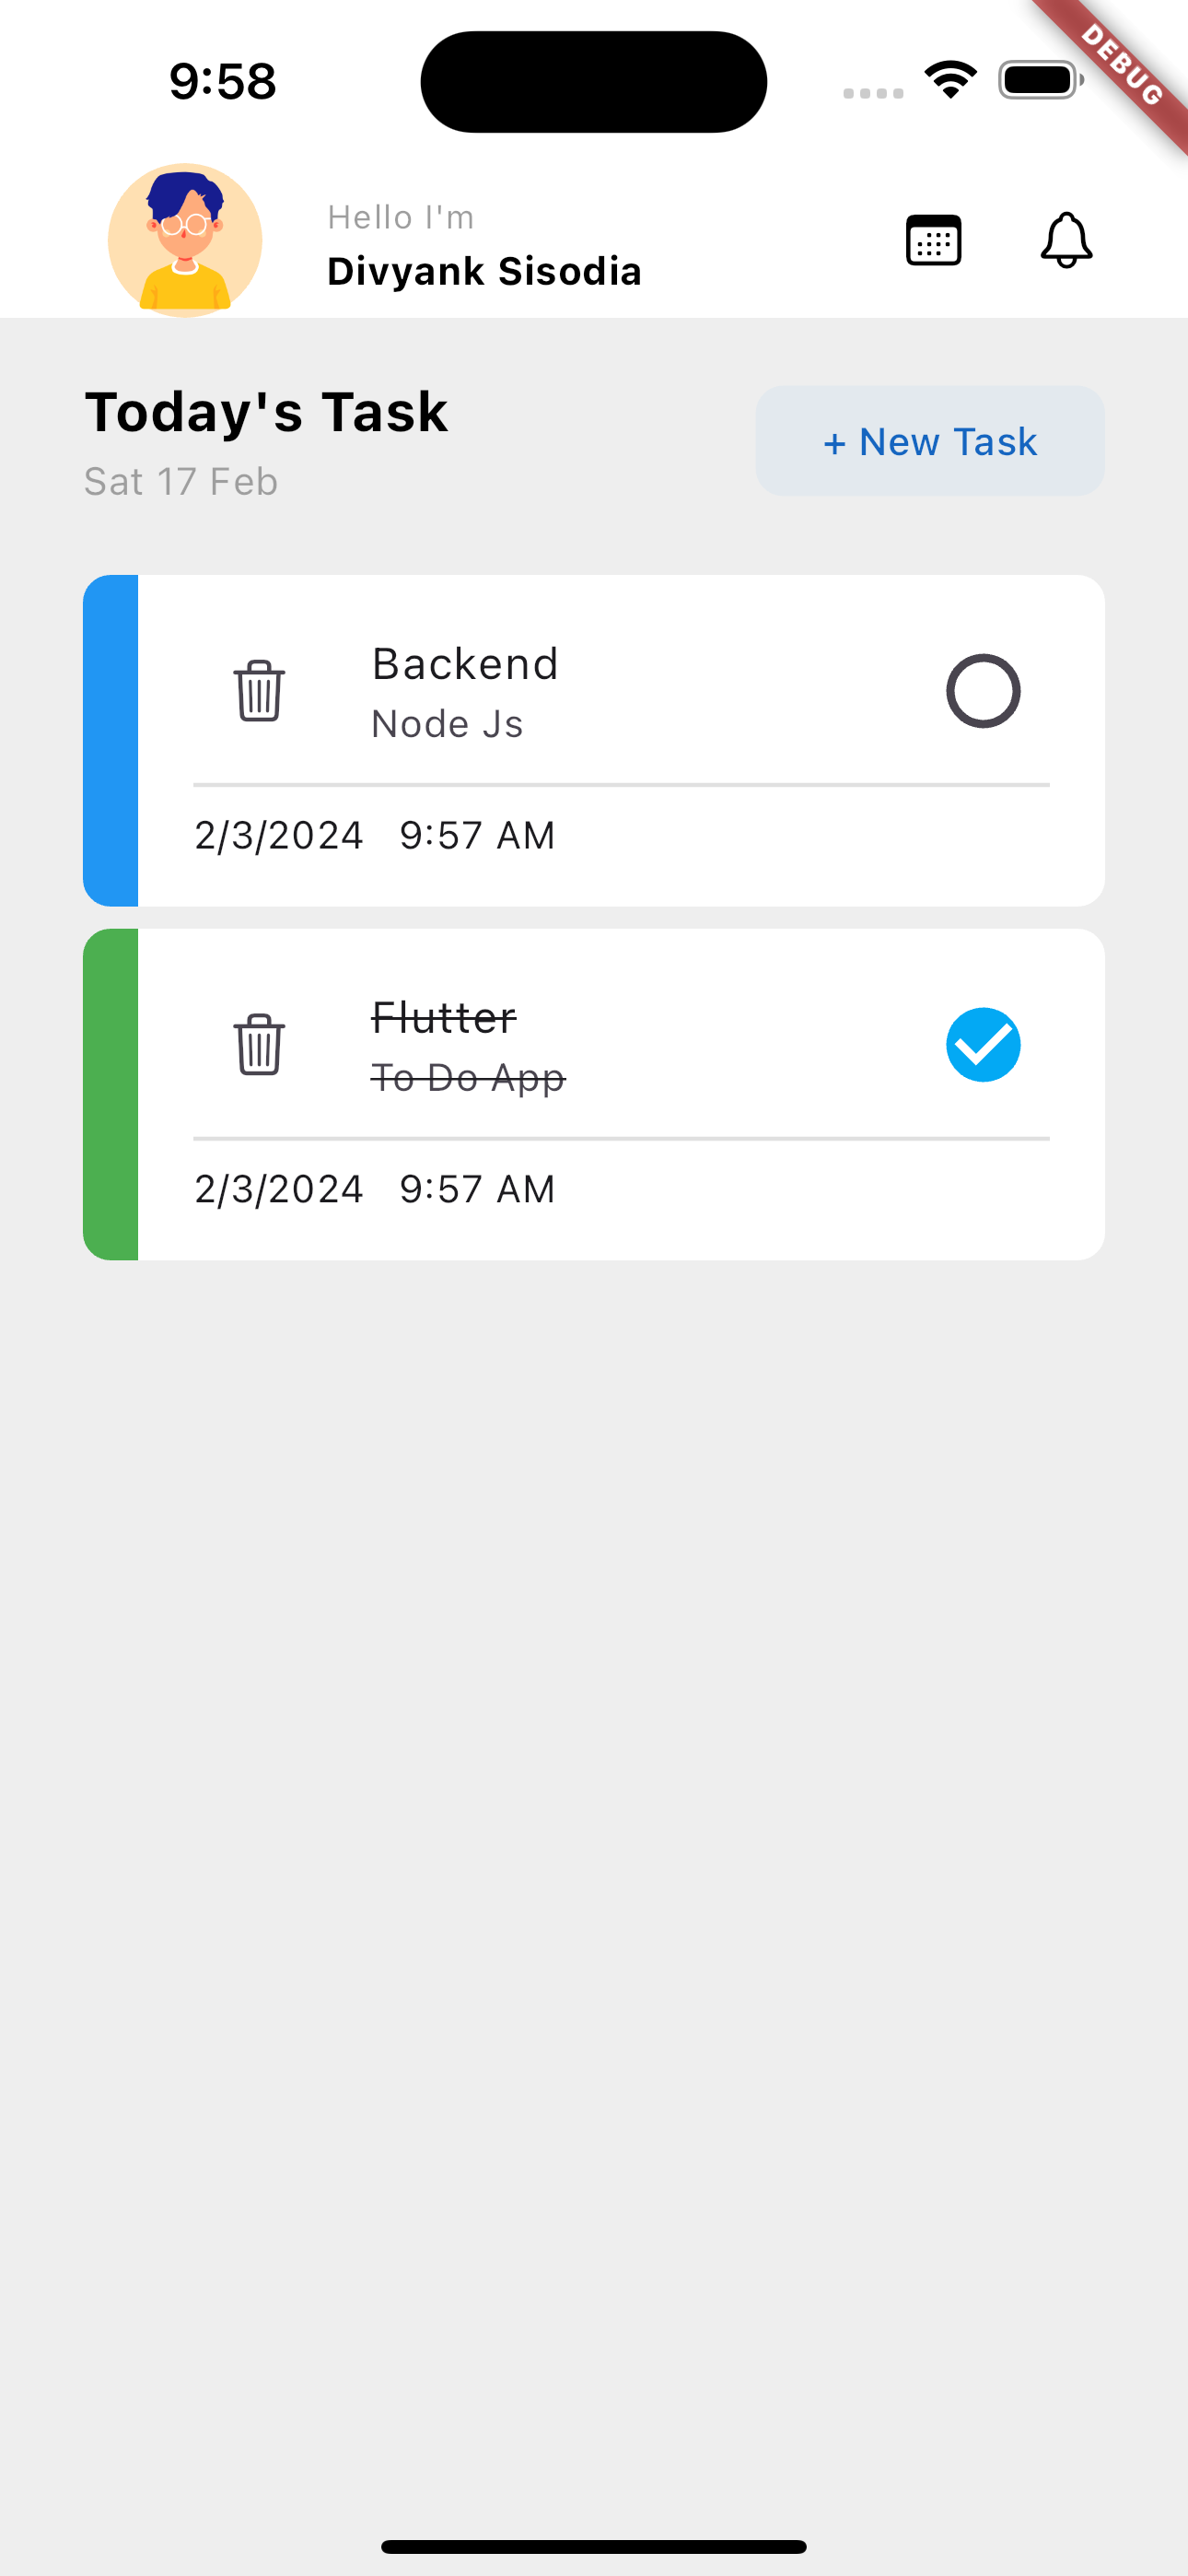 9:58
DEBUG
Hello I'm
Divyank Sisodia
Today's Task
+ New Task
Sat 17 Feb
Backend
Node Js
2/3/2024 9:57 AM
Flutter
To Do App
2/3/2024 9:57 AM